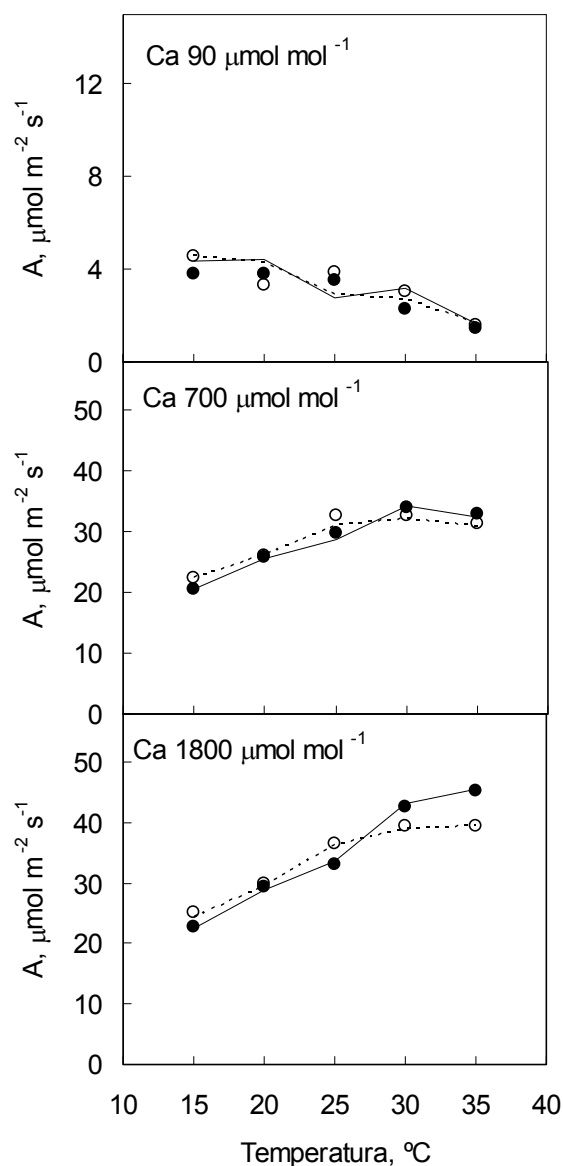 Ca 90 μmol mol ⁻¹
12
8
4
0
A, μmol m⁻² s⁻¹
Ca 700 μmol mol ⁻¹
50
40
30
20
10
0
A, μmol m⁻² s⁻¹
Ca 1800 μmol mol ⁻¹
50
40
30
20
10
0
A, μmol m⁻² s⁻¹
10 15 20 25 30 35 40
Temperatura, ºC